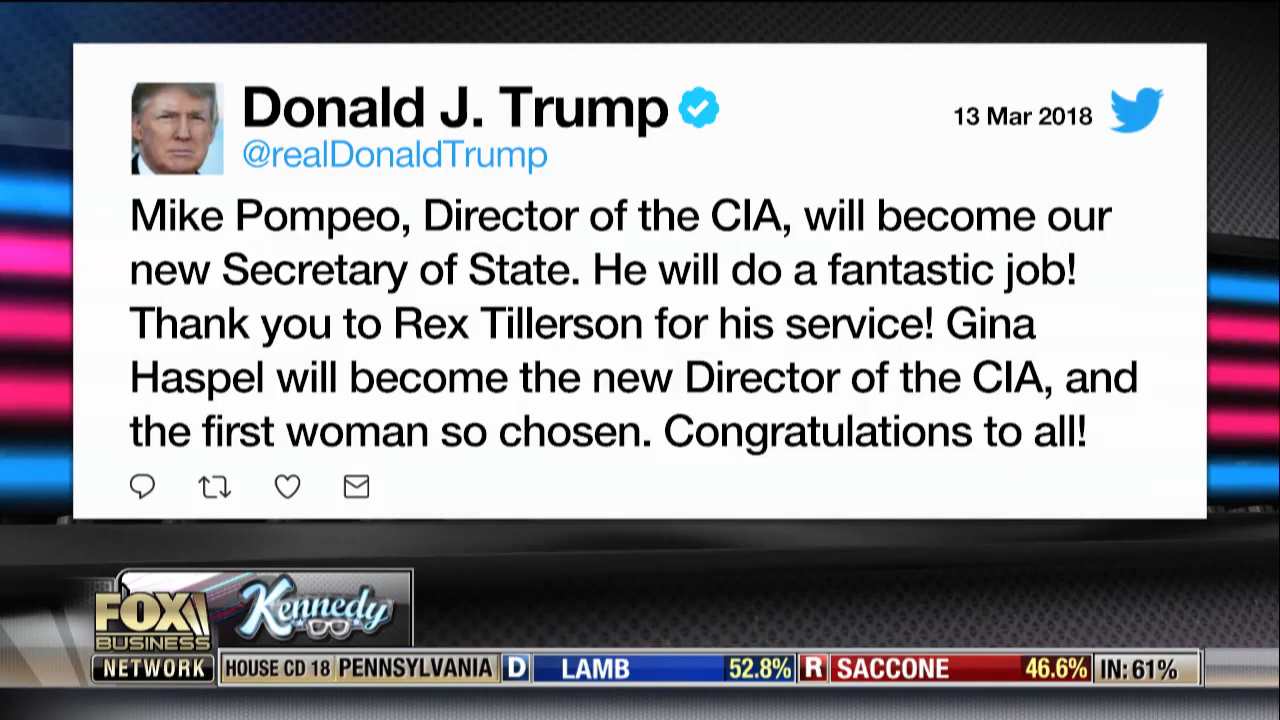 Donald J. Trump
13 Mar 2018
@realDonaldTrump
Mike Pompeo, Director of the CIA, will become our
new Secretary of State. He will do a fantastic job!
Thank you to Rex Tillerson for his service! Gina
Haspel will become the new Director of the CIA, and
the first woman so chosen. Congratulations to all!
FOX
BUSINESS
NETWORK
Kennedy
HOUSE CD 18 PENNSYLVANIA D LAMB 52.8% R SACCONE 46.6% IN: 61%